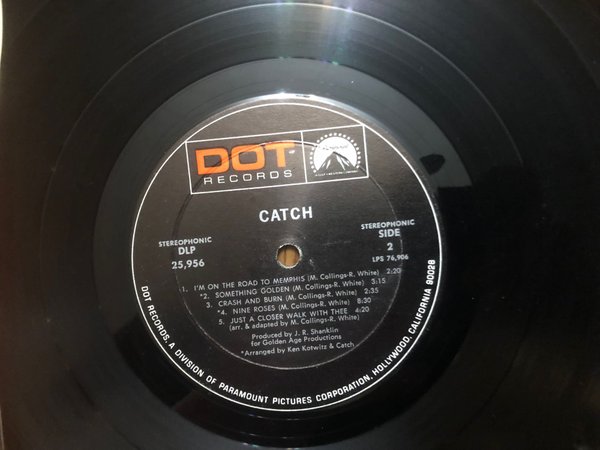 DOT
RECORDS
CATCH
STEREOPHONIC
DLP
25,956
STEREOPHONIC
SIDE
2
LPS 76,906
1. I'M ON THE ROAD TO MEMPHIS (M. Collings-R. White) 2:20
*2. SOMETHING GOLDEN (M. Collings-R. White) 3:15
3. CRASH AND BURN (M. Collings-R. White) 2:35
*4. NINE ROSES (M. Collings-R. White) 8:30
5. JUST A CLOSER WALK WITH THEE 4:20
(arr. & adapted by M. Collings-R. White)
Produced by J. R. Shanklin
for Golden Age Productions
*Arranged by Ken Kotwitz & Catch
DOT RECORDS, A DIVISION OF PARAMOUNT PICTURES CORPORATION, HOLLYWOOD, CALIFORNIA 90028